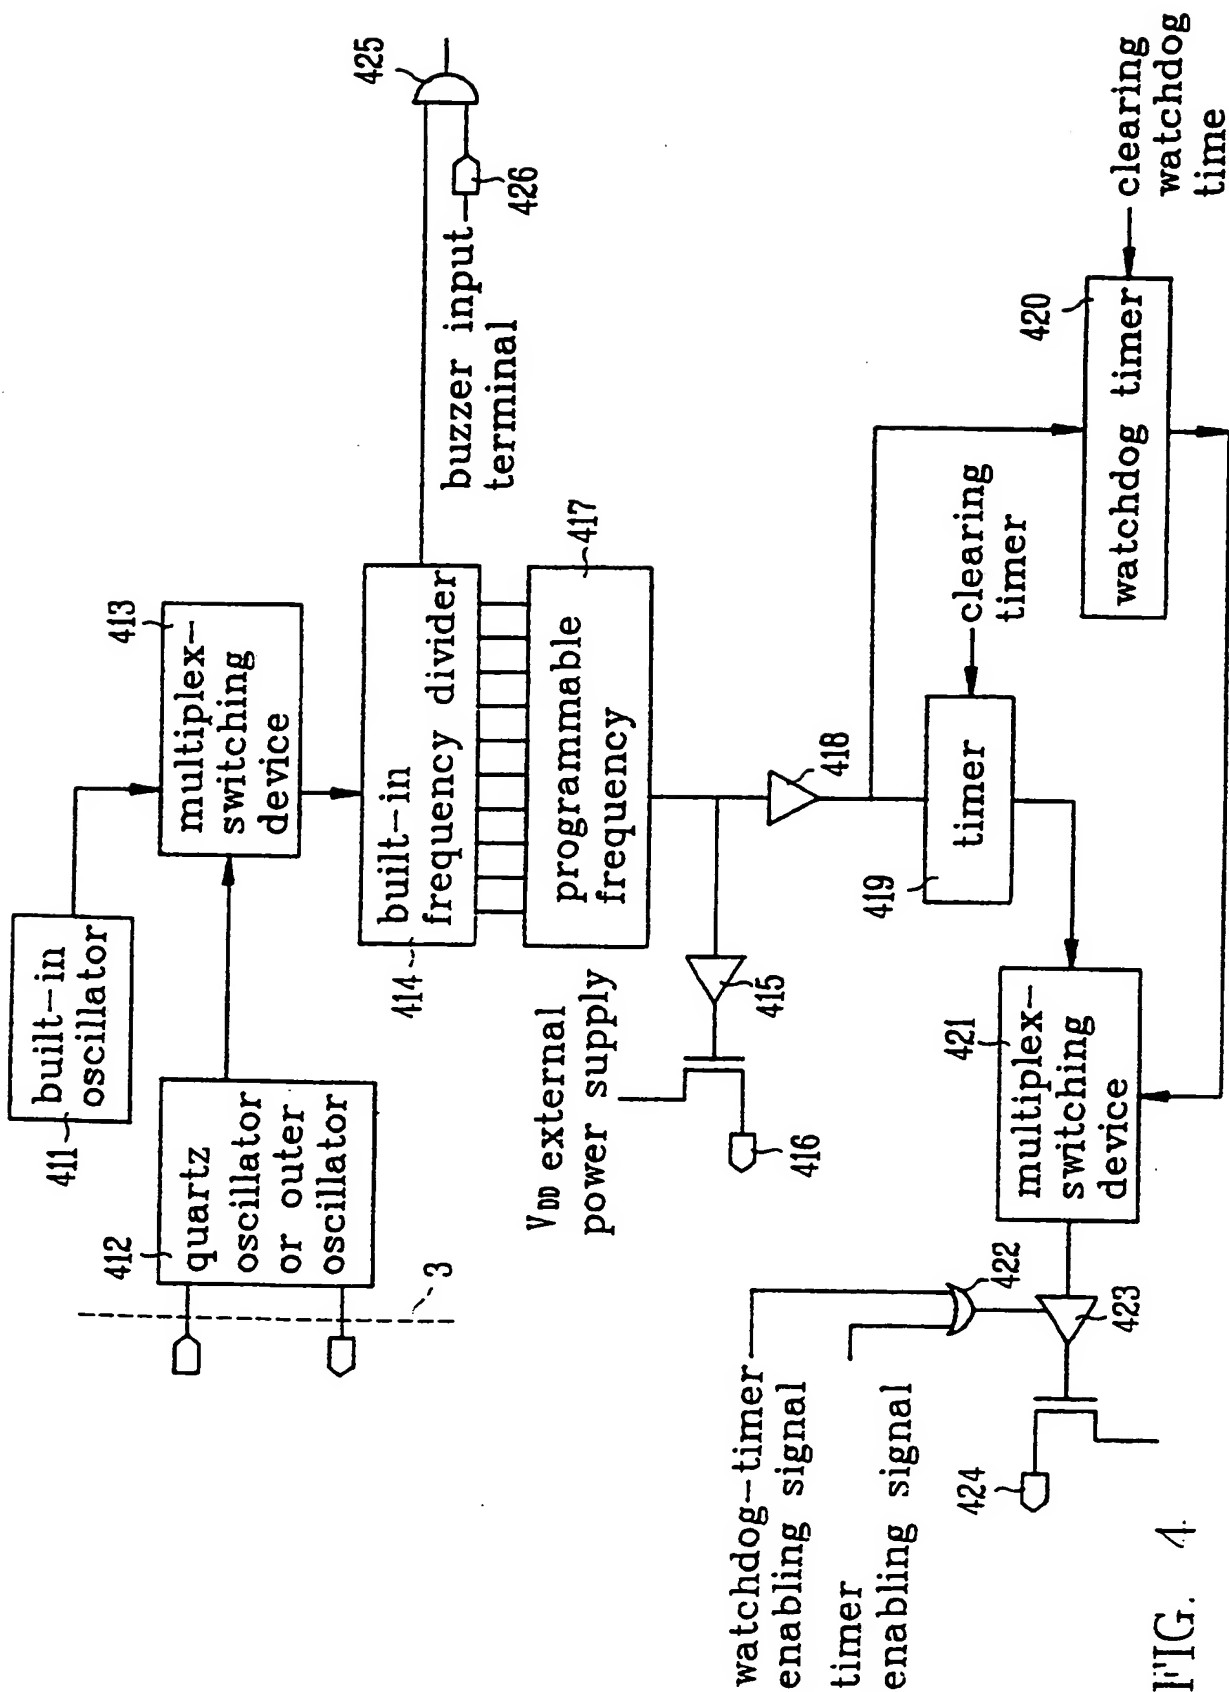 built-in
oscillator
411
quartz
oscillator
or outer
oscillator
412
3
multiplex-
switching
device
413
built-in
frequency divider
414
425
426
buzzer input
terminal
programmable
frequency
417
VDD external
power supply
415
416
418
timer
419
clearing
timer
watchdog timer
420
clearing
watchdog
time
multiplex-
switching
device
421
422
423
424
watchdog-timer
enabling signal
timer
enabling signal
FIG. 4